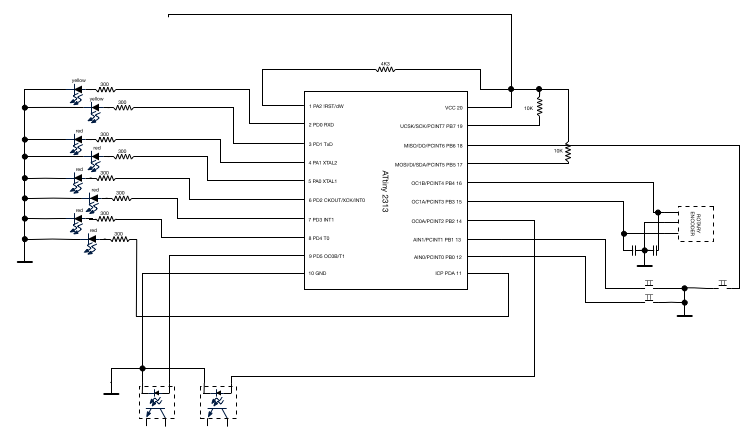 4K3
yellow
300
1 PA2 !RST/dW
VCC 20
yellow
300
10K
2 PD0 RXD
UCSK/SCK/PCINT7 PB7 19
red
300
3 PD1 TxD
MISO/DO/PCINT6 PB6 18
10K
red
300
4 PA1 XTAL2
MOSI/DI/SDA/PCINT5 PB5 17
red
300
5 PA0 XTAL1
OC1B/PCINT4 PB4 16
ATtiny 2313
red
300
6 PD2 CKOUT/XCK/INT0
OC1A/PCINT3 PB3 15
red
300
7 PD3 INT1
OC0A/PCINT2 PB2 14
ROTARY
ENCODER
red
300
8 PD4 T0
AIN1/PCINT1 PB1 13
9 PD5 OC0B/T1
AIN0/PCINT0 PB0 12
10 GND
ICP PDA 11